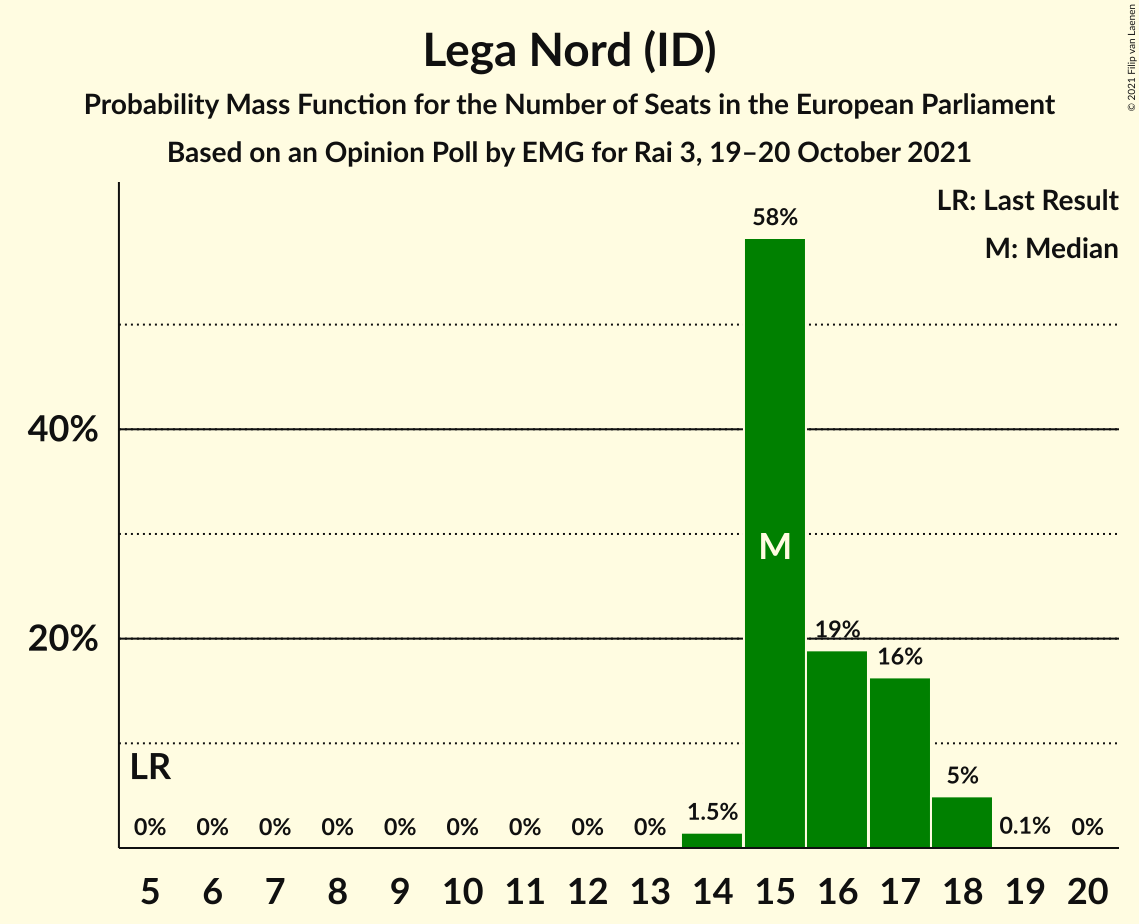 Lega Nord (ID)
Probability Mass Function for the Number of Seats in the European Parliament
Based on an Opinion Poll by EMG for Rai 3, 19–20 October 2021
© 2021 Filip van Laenen
LR: Last Result
M: Median
58%
40%
M
20%
19%
16%
LR
5%
1.5%
0% 0% 0% 0% 0% 0% 0% 0% 0% 0.1% 0%
5 6 7 8 9 10 11 12 13 14 15 16 17 18 19 20